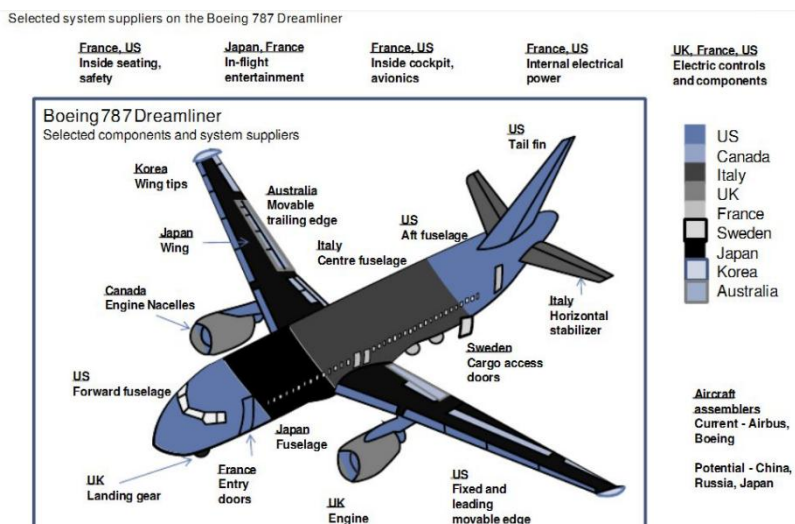 Selected system suppliers on the Boeing 787 Dreamliner
France, US
Inside seating,
safety
Japan, France
In-flight
entertainment
France, US
Inside cockpit,
avionics
France, US
Internal electrical
power
UK, France, US
Electric controls
and components
Boeing 787 Dreamliner
Selected components and system suppliers
US
Tail fin
Korea
Wing tips
Australia
Movable
trailing edge
Japan
Wing
Italy
Centre fuselage
US
Aft fuselage
Canada
Engine Nacelles
Italy
Horizontal
stabilizer
Sweden
Cargo access
doors
US
Forward fuselage
Japan
Fuselage
France
Entry
doors
UK
Landing gear
UK
Engine
US
Fixed and
leading
movable edge
US
Canada
Italy
UK
France
Sweden
Japan
Korea
Australia
Aircraft
assemblers
Current - Airbus,
Boeing
Potential - China,
Russia, Japan